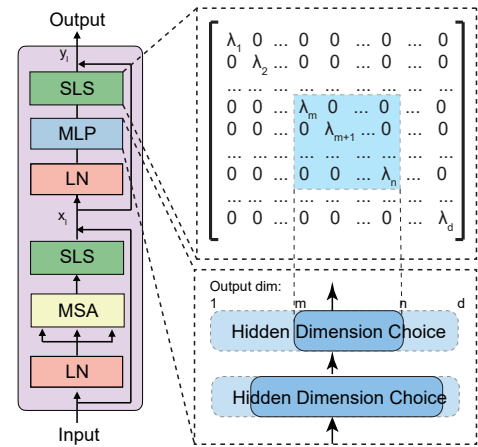 Output
y_l
SLS
MLP
LN
x_l
SLS
MSA
LN
Input
λ_1 0 ... 0 0 ... 0 ... 0
0 λ_2 ... 0 0 ... 0 ... 0
... ... ... ... ... ... ... ...
0 0 ... λ_m 0 ... 0 ... 0
0 0 ... 0 λ_{m+1} ... 0 ... 0
... ... ... ... ... ... ... ...
0 0 ... 0 0 ... λ_n ... 0
... ... ... ... ... ... ... ...
0 0 ... 0 0 ... 0 ... λ_d
Output dim:
1 m n d
Hidden Dimension Choice
Hidden Dimension Choice